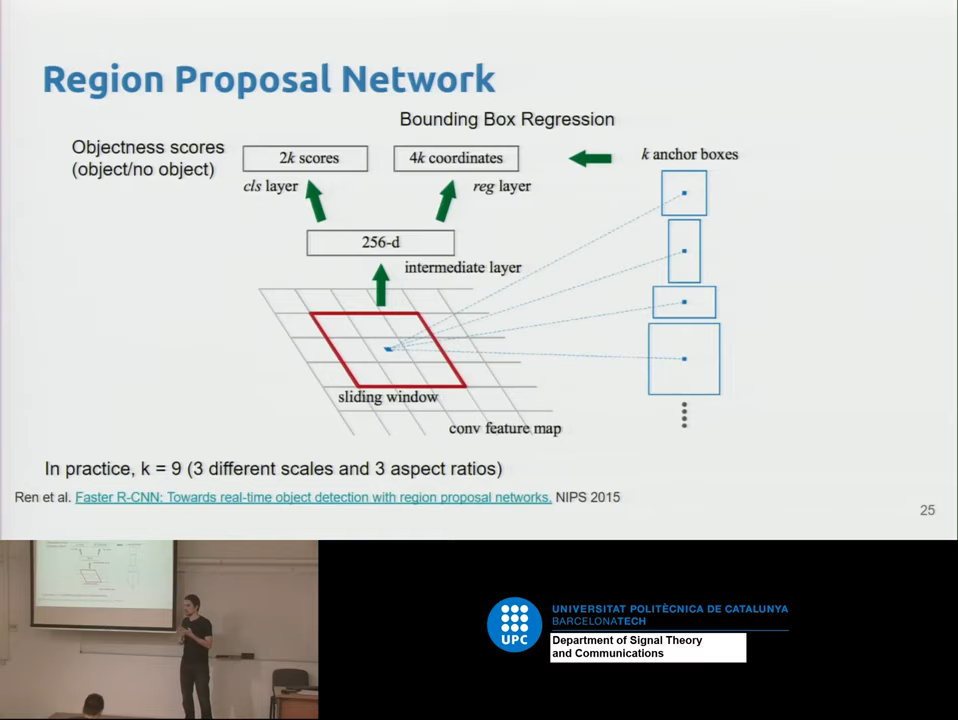 Region Proposal Network
Bounding Box Regression
Objectness scores
(object/no object)
2k scores
4k coordinates
k anchor boxes
cls layer
reg layer
256-d
intermediate layer
sliding window
conv feature map
In practice, k = 9 (3 different scales and 3 aspect ratios)
Ren et al. Faster R-CNN: Towards real-time object detection with region proposal networks. NIPS 2015
25
UNIVERSITAT POLITÈCNICA DE CATALUNYA
BARCELONATECH
UPC
Department of Signal Theory
and Communications